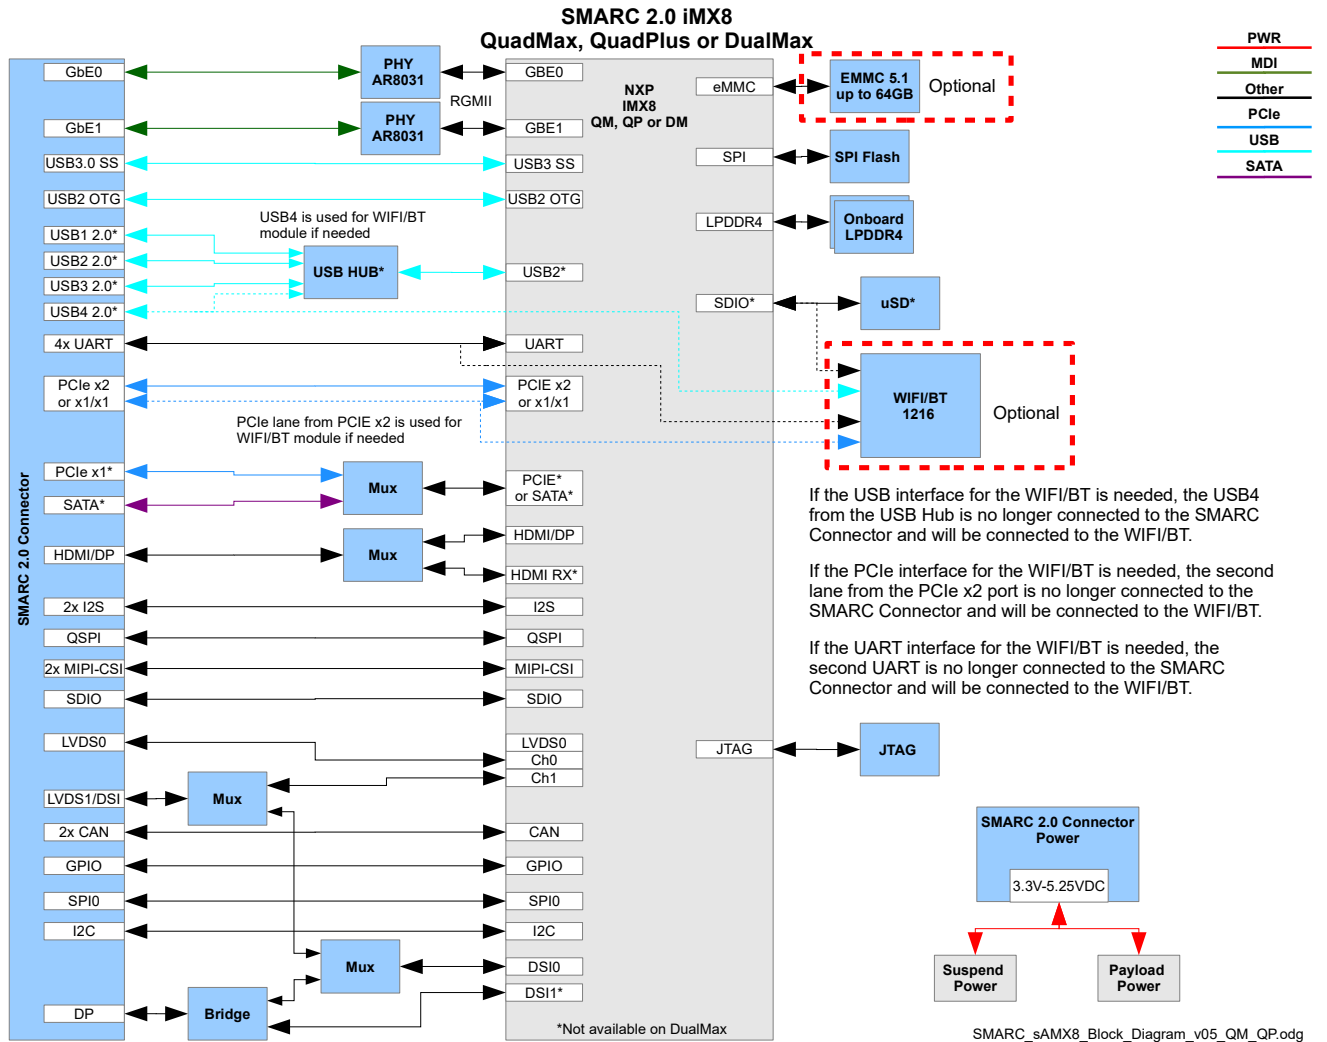 SMARC 2.0 iMX8
QuadMax, QuadPlus or DualMax
PWR
MDI
Other
PCIe
USB
SATA
SMARC 2.0 Connector
GbE0
GbE1
USB3.0 SS
USB2 OTG
USB1 2.0*
USB2 2.0*
USB3 2.0*
USB4 2.0*
4x UART
PCIe x2
or x1/x1
PCIe x1*
SATA*
HDMI/DP
2x I2S
QSPI
2x MIPI-CSI
SDIO
LVDS0
LVDS1/DSI
2x CAN
GPIO
SPI0
I2C
DP
PHY
AR8031
RGMII
PHY
AR8031
USB4 is used for WIFI/BT
module if needed
USB HUB*
PCIe lane from PCIE x2 is used for
WIFI/BT module if needed
Mux
Mux
Mux
Mux
Bridge
NXP
IMX8
QM, QP or DM
GBE0
GBE1
USB3 SS
USB2 OTG
USB2*
UART
PCIE x2
or x1/x1
PCIE*
or SATA*
HDMI/DP
HDMI RX*
I2S
QSPI
MIPI-CSI
SDIO
LVDS0
Ch0
Ch1
CAN
GPIO
SPI0
I2C
DSI0
DSI1*
*Not available on DualMax
eMMC
SPI
LPDDR4
SDIO*
JTAG
EMMC 5.1
up to 64GB
Optional
SPI Flash
Onboard
LPDDR4
uSD*
WIFI/BT
1216
Optional
If the USB interface for the WIFI/BT is needed, the USB4
from the USB Hub is no longer connected to the SMARC
Connector and will be connected to the WIFI/BT.
If the PCIe interface for the WIFI/BT is needed, the second
lane from the PCIe x2 port is no longer connected to the
SMARC Connector and will be connected to the WIFI/BT.
If the UART interface for the WIFI/BT is needed, the
second UART is no longer connected to the SMARC
Connector and will be connected to the WIFI/BT.
JTAG
SMARC 2.0 Connector
Power
3.3V-5.25VDC
Suspend
Power
Payload
Power
SMARC_sAMX8_Block_Diagram_v05_QM_QP.odg